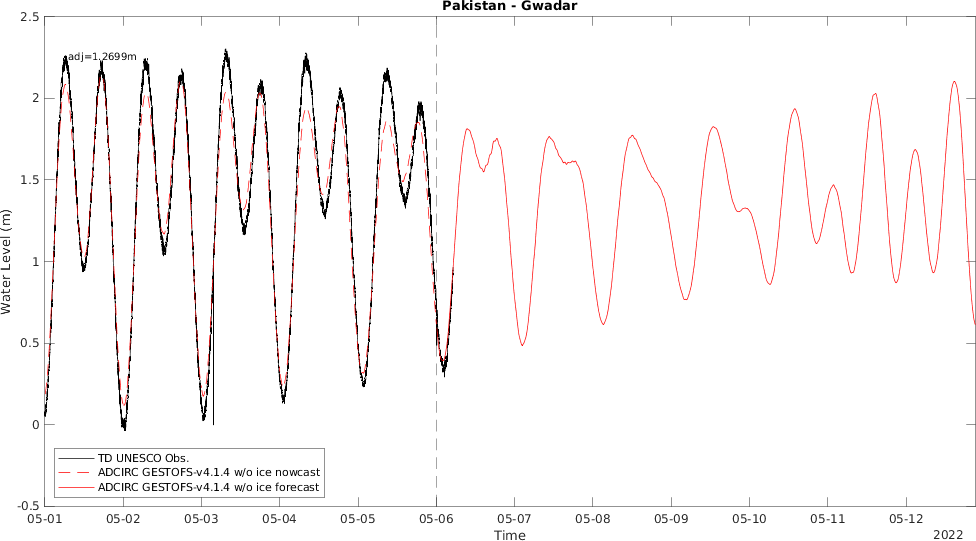 Pakistan - Gwadar
2.5
adj=1.2699m
2
1.5
1
0.5
0
-0.5
Water Level (m)
TD UNESCO Obs.
ADCIRC GESTOFS-v4.1.4 w/o ice nowcast
ADCIRC GESTOFS-v4.1.4 w/o ice forecast
05-01 05-02 05-03 05-04 05-05 05-06 05-07 05-08 05-09 05-10 05-11 05-12
Time
2022